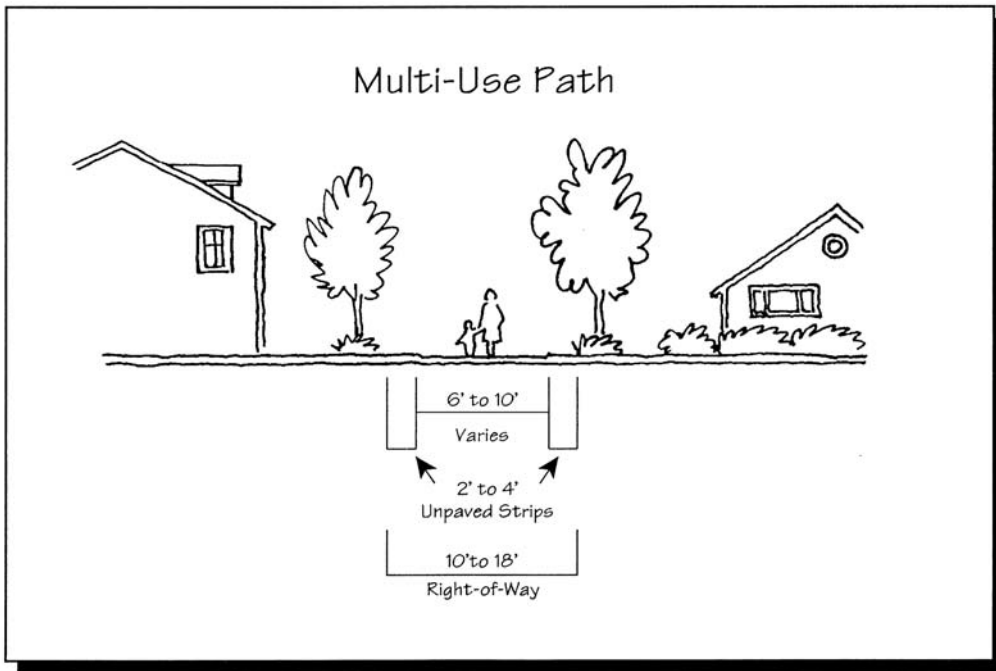 Multi-Use Path
6' to 10'
Varies
2' to 4'
Unpaved Strips
10'to 18'
Right-of-Way